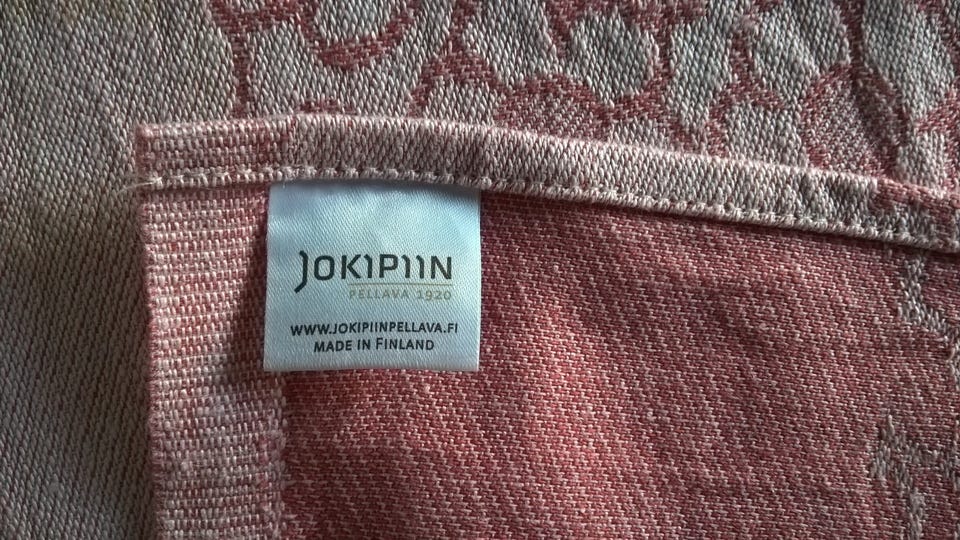 JOKIPIIN
PELLAVA 1920
WWW.JOKIPIINPELLAVA.FI
MADE IN FINLAND